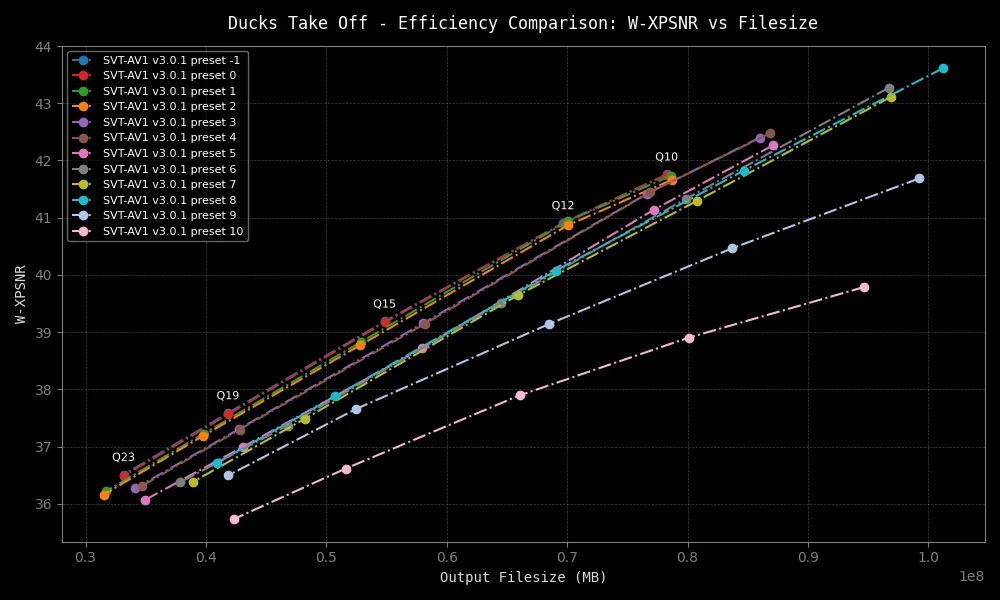 Ducks Take Off - Efficiency Comparison: W-XPSNR vs Filesize
44
43
42
41
40
39
38
37
36
W-XPSNR
SVT-AV1 v3.0.1 preset -1
SVT-AV1 v3.0.1 preset 0
SVT-AV1 v3.0.1 preset 1
SVT-AV1 v3.0.1 preset 2
SVT-AV1 v3.0.1 preset 3
SVT-AV1 v3.0.1 preset 4
SVT-AV1 v3.0.1 preset 5
SVT-AV1 v3.0.1 preset 6
SVT-AV1 v3.0.1 preset 7
SVT-AV1 v3.0.1 preset 8
SVT-AV1 v3.0.1 preset 9
SVT-AV1 v3.0.1 preset 10
Q10
Q12
Q15
Q19
Q23
0.3 0.4 0.5 0.6 0.7 0.8 0.9 1.0
1e8
Output Filesize (MB)